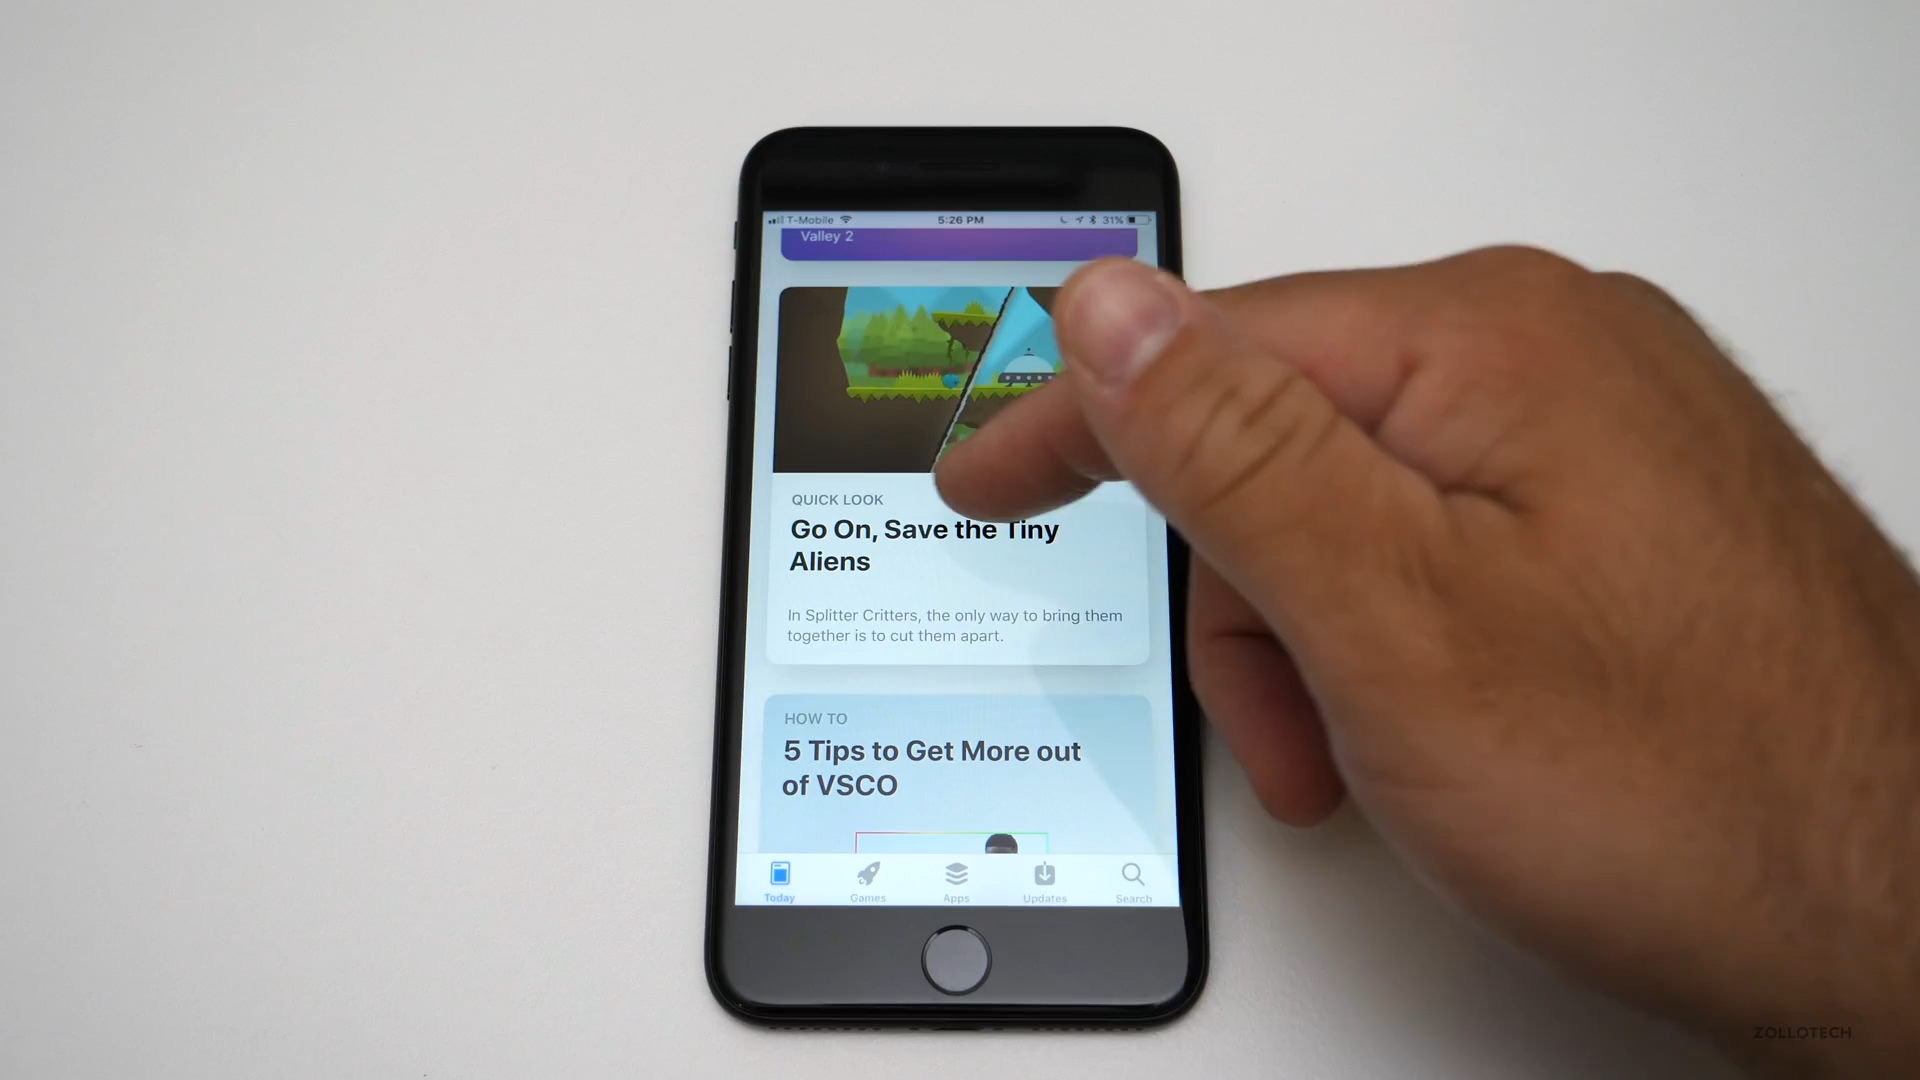 T-Mobile 5:26 PM 31%
Valley 2
QUICK LOOK
Go On, Save the Tiny
Aliens
In Splitter Critters, the only way to bring them
together is to cut them apart.
HOW TO
5 Tips to Get More out
of VSCO
Today Games Apps Updates Search
ZOLLOTECH